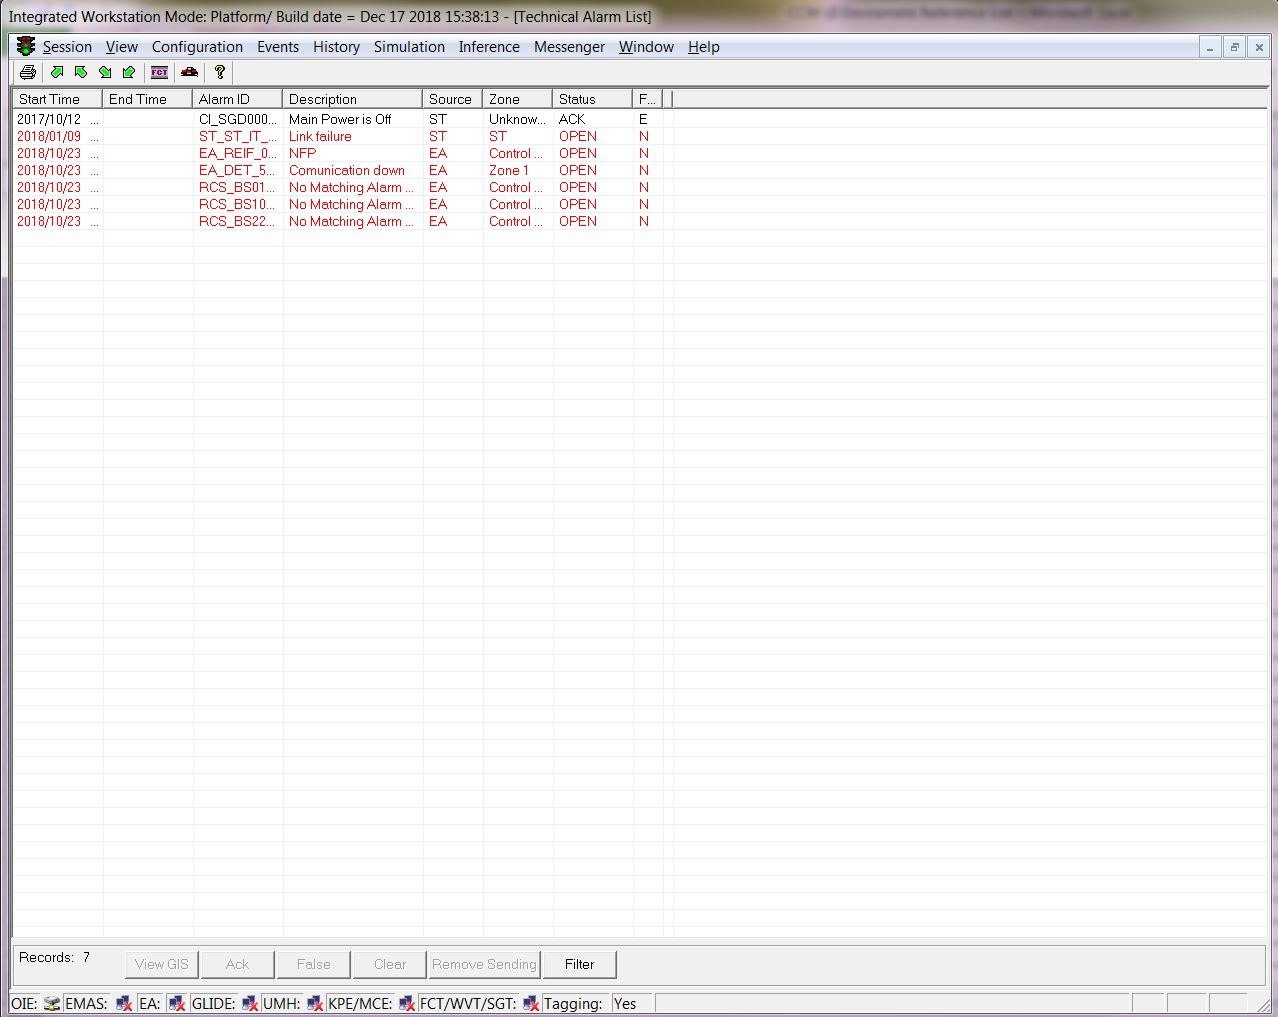 Integrated Workstation Mode: Platform/ Build date = Dec 17 2018 15:38:13 - [Technical Alarm List]
Session View Configuration Events History Simulation Inference Messenger Window Help
FCT ?
Start Time End Time Alarm ID Description Source Zone Status F...
2017/10/12 ... CI_SGD000... Main Power is Off ST Unknow... ACK E
2018/01/09 ... ST_ST_IT_... Link failure ST ST OPEN N
2018/10/23 ... EA_REIF_0... NFP EA Control ... OPEN N
2018/10/23 ... EA_DET_5... Comunication down EA Zone 1 OPEN N
2018/10/23 ... RCS_BS01... No Matching Alarm ... EA Control ... OPEN N
2018/10/23 ... RCS_BS10... No Matching Alarm ... EA Control ... OPEN N
2018/10/23 ... RCS_BS22... No Matching Alarm ... EA Control ... OPEN N
Records: 7 View GIS Ack False Clear Remove Sending Filter
OIE: EMAS: EA: GLIDE: UMH: KPE/MCE: FCT/WVT/SGT: Tagging: Yes